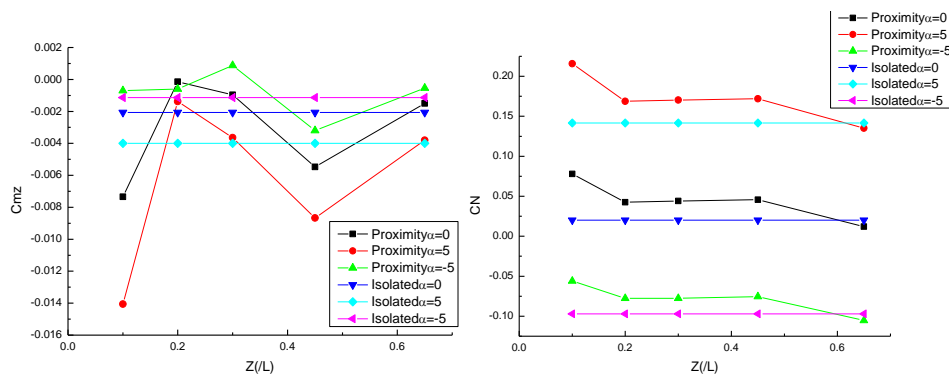 0.002
0.000
-0.002
-0.004
-0.006
-0.008
-0.010
-0.012
-0.014
-0.016
Cmz
0.0
0.2
0.4
0.6
Z(/L)
Proximityα=0
Proximityα=5
Proximityα=-5
Isolatedα=0
Isolatedα=5
Isolatedα=-5
Proximityα=0
Proximityα=5
Proximityα=-5
Isolatedα=0
Isolatedα=5
Isolatedα=-5
0.20
0.15
0.10
0.05
0.00
-0.05
-0.10
CN
0.0
0.2
0.4
0.6
Z(/L)